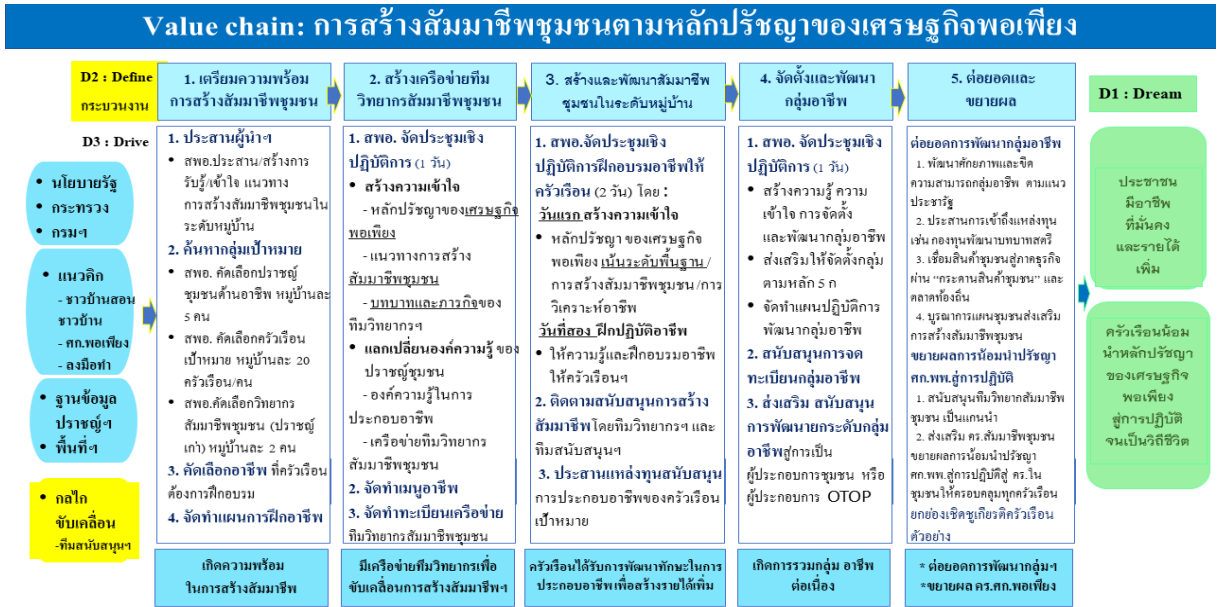 Value chain: การสร้างสัมมาชีพชุมชนตามหลักปรัชญาของเศรษฐกิจพอเพียง
D2 : Define
กระบวนงาน
1. เตรียมความพร้อม
การสร้างสัมมาชีพชุมชน
2. สร้างเครือข่ายทีม
วิทยากรสัมมาชีพชุมชน
3. สร้างและพัฒนาสัมมาชีพ
ชุมชนในระดับหมู่บ้าน
4. จัดตั้งและพัฒนา
กลุ่มอาชีพ
5. ต่อยอดและ
ขยายผล
D1 : Dream
D3 : Drive
• นโยบายรัฐ
• กระทรวง
• กรมฯ
• แนวคิด
- ชาวบ้านสอน
ชาวบ้าน
- ศก.พอเพียง
- ลงมือทำ
• ฐานข้อมูล
ปราชญ์ฯ
• พื้นที่ฯ
• กลไก
ขับเคลื่อน
-ทีมสนับสนุนฯ
1. ประสานผู้นำฯ
• สพอ.ประสาน/สร้างการ
รับรู้/เข้าใจ แนวทาง
การสร้างสัมมาชีพชุมชนใน
ระดับหมู่บ้าน
2. ค้นหากลุ่มเป้าหมาย
• สพอ. คัดเลือกปราชญ์
ชุมชนด้านอาชีพ หมู่บ้านละ
5 คน
• สพอ. คัดเลือกครัวเรือน
เป้าหมาย หมู่บ้านละ 20
ครัวเรือน/คน
• สพอ.คัดเลือกวิทยากร
สัมมาชีพชุมชน (ปราชญ์
เก่า) หมู่บ้านละ 2 คน
3. คัดเลือกอาชีพ ที่ครัวเรือน
ต้องการฝึกอบรม
4. จัดทำแผนการฝึกอาชีพ
1. สพอ. จัดประชุมเชิง
ปฏิบัติการ (1 วัน)
• สร้างความเข้าใจ
- หลักปรัชญาของเศรษฐกิจ
พอเพียง
- แนวทางการสร้าง
สัมมาชีพชุมชน
- บทบาทและภารกิจของ
ทีมวิทยากรฯ
• แลกเปลี่ยนองค์ความรู้ ของ
ปราชญ์ชุมชน
- องค์ความรู้ในการ
ประกอบอาชีพ
- เครือข่ายทีมวิทยากร
สัมมาชีพชุมชน
2. จัดทำเมนูอาชีพ
3. จัดทำทะเบียนเครือข่าย
ทีมวิทยากรสัมมาชีพชุมชน
1. สพอ.จัดประชุมเชิง
ปฏิบัติการฝึกอบรมอาชีพให้
ครัวเรือน (2 วัน) โดย :
วันแรก สร้างความเข้าใจ
• หลักปรัชญา ของเศรษฐกิจ
พอเพียง เน้นระดับพื้นฐาน /
การสร้างสัมมาชีพชุมชน /การ
วิเคราะห์อาชีพ
วันที่สอง ฝึกปฏิบัติอาชีพ
• ให้ความรู้และฝึกอบรมอาชีพ
ให้ครัวเรือนฯ
2. ติดตามสนับสนุนการสร้าง
สัมมาชีพ โดยทีมวิทยากรฯ และ
ทีมสนับสนุนฯ
3. ประสานแหล่งทุนสนับสนุน
การประกอบอาชีพของครัวเรือน
เป้าหมาย
1. สพอ. จัดประชุมเชิง
ปฏิบัติการ (1 วัน)
• สร้างความรู้ ความ
เข้าใจ การจัดตั้ง
และพัฒนากลุ่มอาชีพ
• ส่งเสริมให้จัดตั้งกลุ่ม
ตามหลัก 5 ก
• จัดทำแผนปฏิบัติการ
พัฒนากลุ่มอาชีพ
2. สนับสนุนการจด
ทะเบียนกลุ่มอาชีพ
3. ส่งเสริม สนับสนุน
การพัฒนายกระดับกลุ่ม
อาชีพสู่การเป็น
ผู้ประกอบการชุมชน หรือ
ผู้ประกอบการ OTOP
ต่อยอดการพัฒนากลุ่มอาชีพ
1. พัฒนาศักยภาพและขีด
ความสามารถกลุ่มอาชีพ ตามแนว
ประชารัฐ
2. ประสานการเข้าถึงแหล่งทุน
เช่น กองทุนพัฒนาบทบาทสตรี
3. เชื่อมสินค้าชุมชนสู่ภาคธุรกิจ
ผ่าน “กระดานสินค้าชุมชน” และ
ตลาดท้องถิ่น
4. บูรณาการแผนชุมชนส่งเสริม
การสร้างสัมมาชีพชุมชน
ขยายผลการน้อมนำปรัชญา
ศก.พพ.สู่การปฏิบัติ
1. สนับสนุนทีมวิทยากรสัมมาชีพ
ชุมชน เป็นแกนนำ
2. ส่งเสริม คร.สัมมาชีพชุมชน
ขยายผลการน้อมนำปรัชญา
ศก.พพ.สู่การปฏิบัติสู่ คร.ใน
ชุมชนให้ครอบคลุมทุกครัวเรือน
ยกย่องเชิดชูเกียรติครัวเรือน
ตัวอย่าง
ประชาชน
มีอาชีพ
ที่มั่นคง
และรายได้
เพิ่ม
ครัวเรือนน้อม
นำหลักปรัชญา
ของเศรษฐกิจ
พอเพียง
สู่การปฏิบัติ
จนเป็นวิถีชีวิต
เกิดความพร้อม
ในการสร้างสัมมาชีพ
มีเครือข่ายทีมวิทยากรเพื่อ
ขับเคลื่อนการสร้างสัมมาชีพฯ
ครัวเรือนได้รับการพัฒนาทักษะในการ
ประกอบอาชีพเพื่อสร้างรายได้เพิ่ม
เกิดการรวมกลุ่ม อาชีพ
ต่อเนื่อง
* ต่อยอดการพัฒนากลุ่มฯ
*ขยายผล คร.ศก.พอเพียง